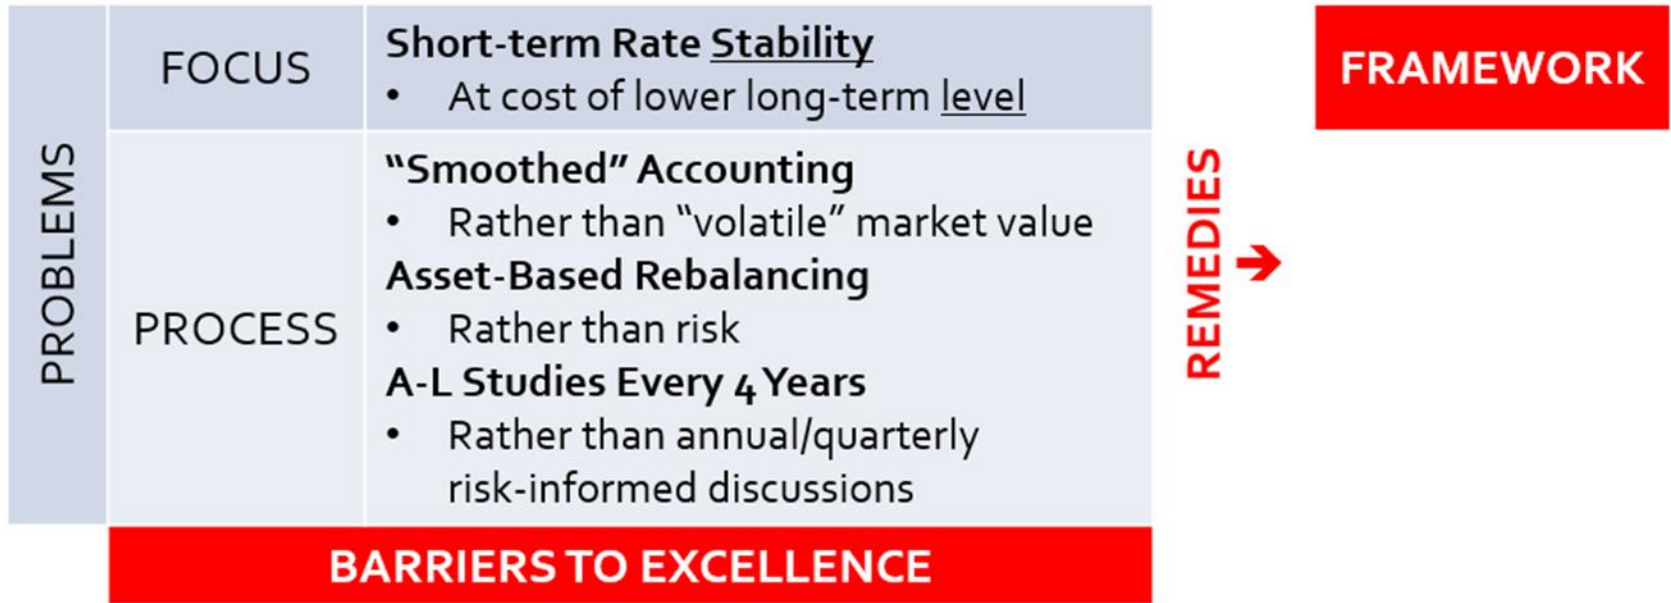 PROBLEMS
FOCUS
Short-term Rate Stability
• At cost of lower long-term level
PROCESS
“Smoothed” Accounting
• Rather than “volatile” market value
Asset-Based Rebalancing
• Rather than risk
A-L Studies Every 4 Years
• Rather than annual/quarterly
risk-informed discussions
BARRIERS TO EXCELLENCE
REMEDIES
➔
FRAMEWORK